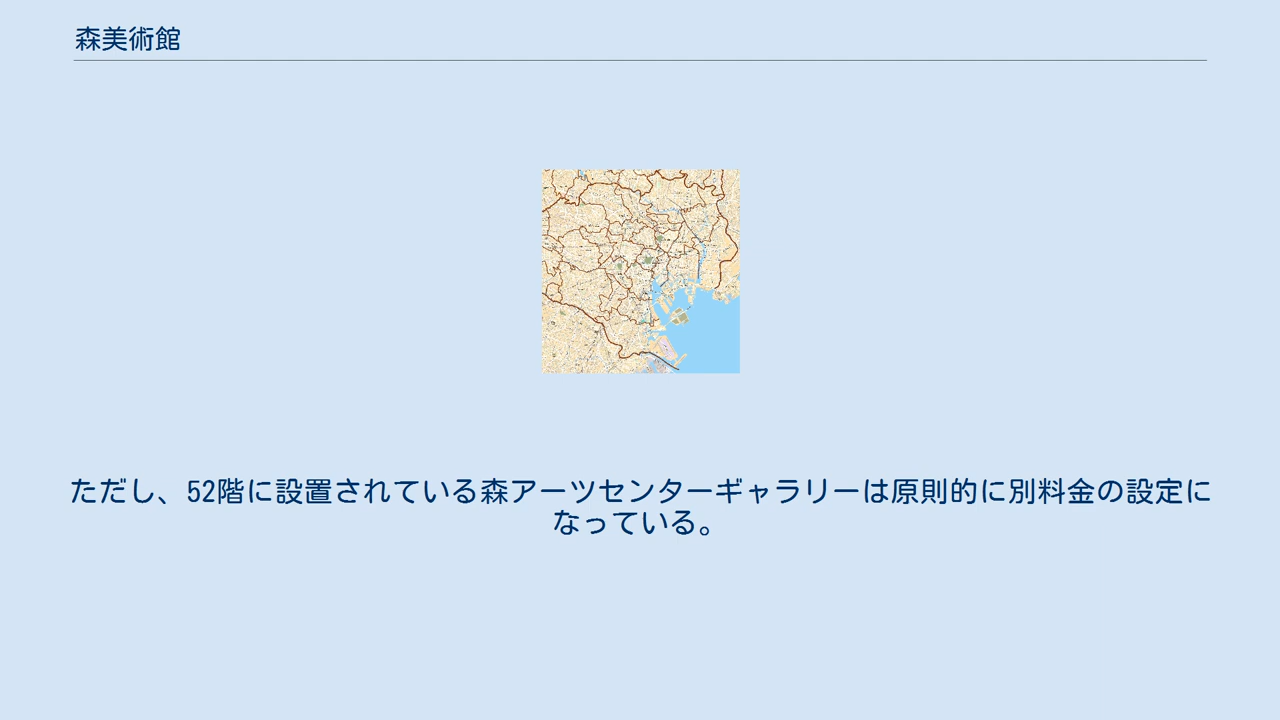 森美術館
ただし、52階に設置されている森アーツセンターギャラリーは原則的に別料金の設定に
なっている。